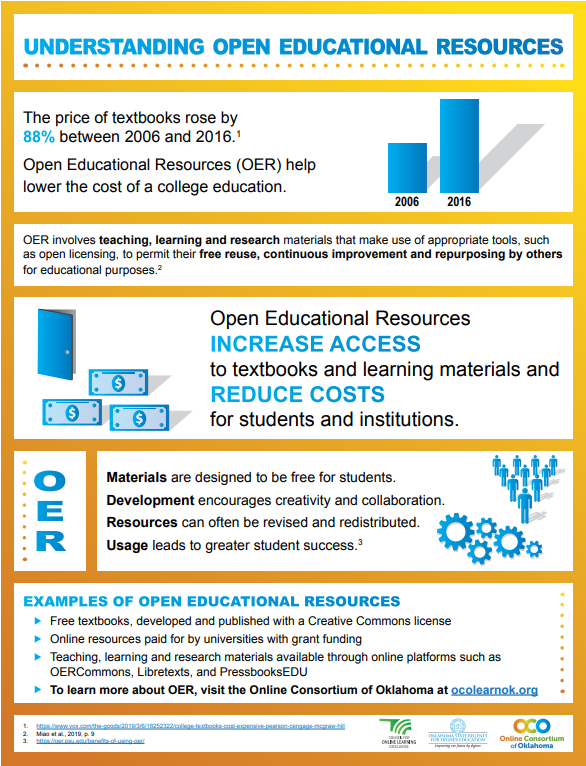 UNDERSTANDING OPEN EDUCATIONAL RESOURCES
The price of textbooks rose by
88% between 2006 and 2016.1
Open Educational Resources (OER) help
lower the cost of a college education.
2006 2016
OER involves teaching, learning and research materials that make use of appropriate tools, such
as open licensing, to permit their free reuse, continuous improvement and repurposing by others
for educational purposes.2
$
$
$
Open Educational Resources
INCREASE ACCESS
to textbooks and learning materials and
REDUCE COSTS
for students and institutions.
OER
Materials are designed to be free for students.
Development encourages creativity and collaboration.
Resources can often be revised and redistributed.
Usage leads to greater student success.3
EXAMPLES OF OPEN EDUCATIONAL RESOURCES
Free textbooks, developed and published with a Creative Commons license
Online resources paid for by universities with grant funding
Teaching, learning and research materials available through online platforms such as
OERCommons, Libretexts, and PressbooksEDU
To learn more about OER, visit the Online Consortium of Oklahoma at ocolearnok.org
1. https://www.vox.com/the-goods/2019/3/6/18252322/college-textbooks-cost-expensive-pearson-cengage-mcgraw-hill
2. Miao et al., 2019, p. 9
3. https://oer.psu.edu/benefits-of-using-oer/
COUNCIL FOR
ONLINE LEARNING
EXCELLENCE
OKLAHOMA STATE REGENTS
FOR HIGHER EDUCATION
Improving our future by degrees
OCO
Online Consortium
of Oklahoma